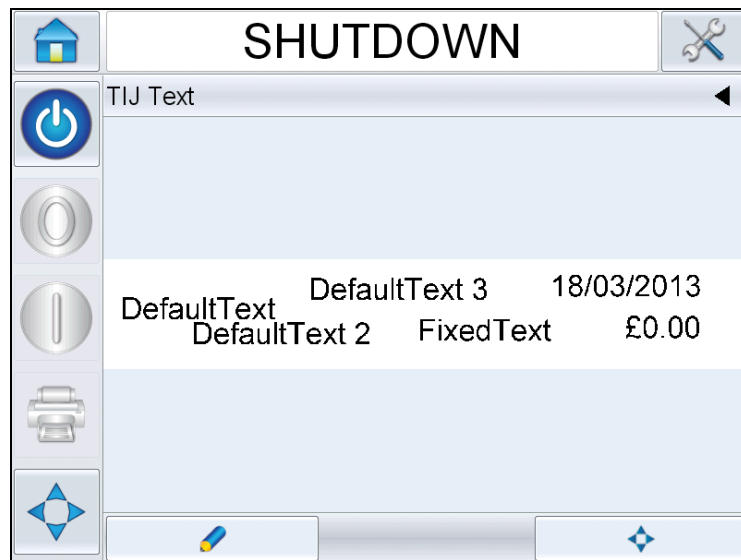 SHUTDOWN
TIJ Text
DefaultText 3 18/03/2013
DefaultText
DefaultText 2 FixedText £0.00